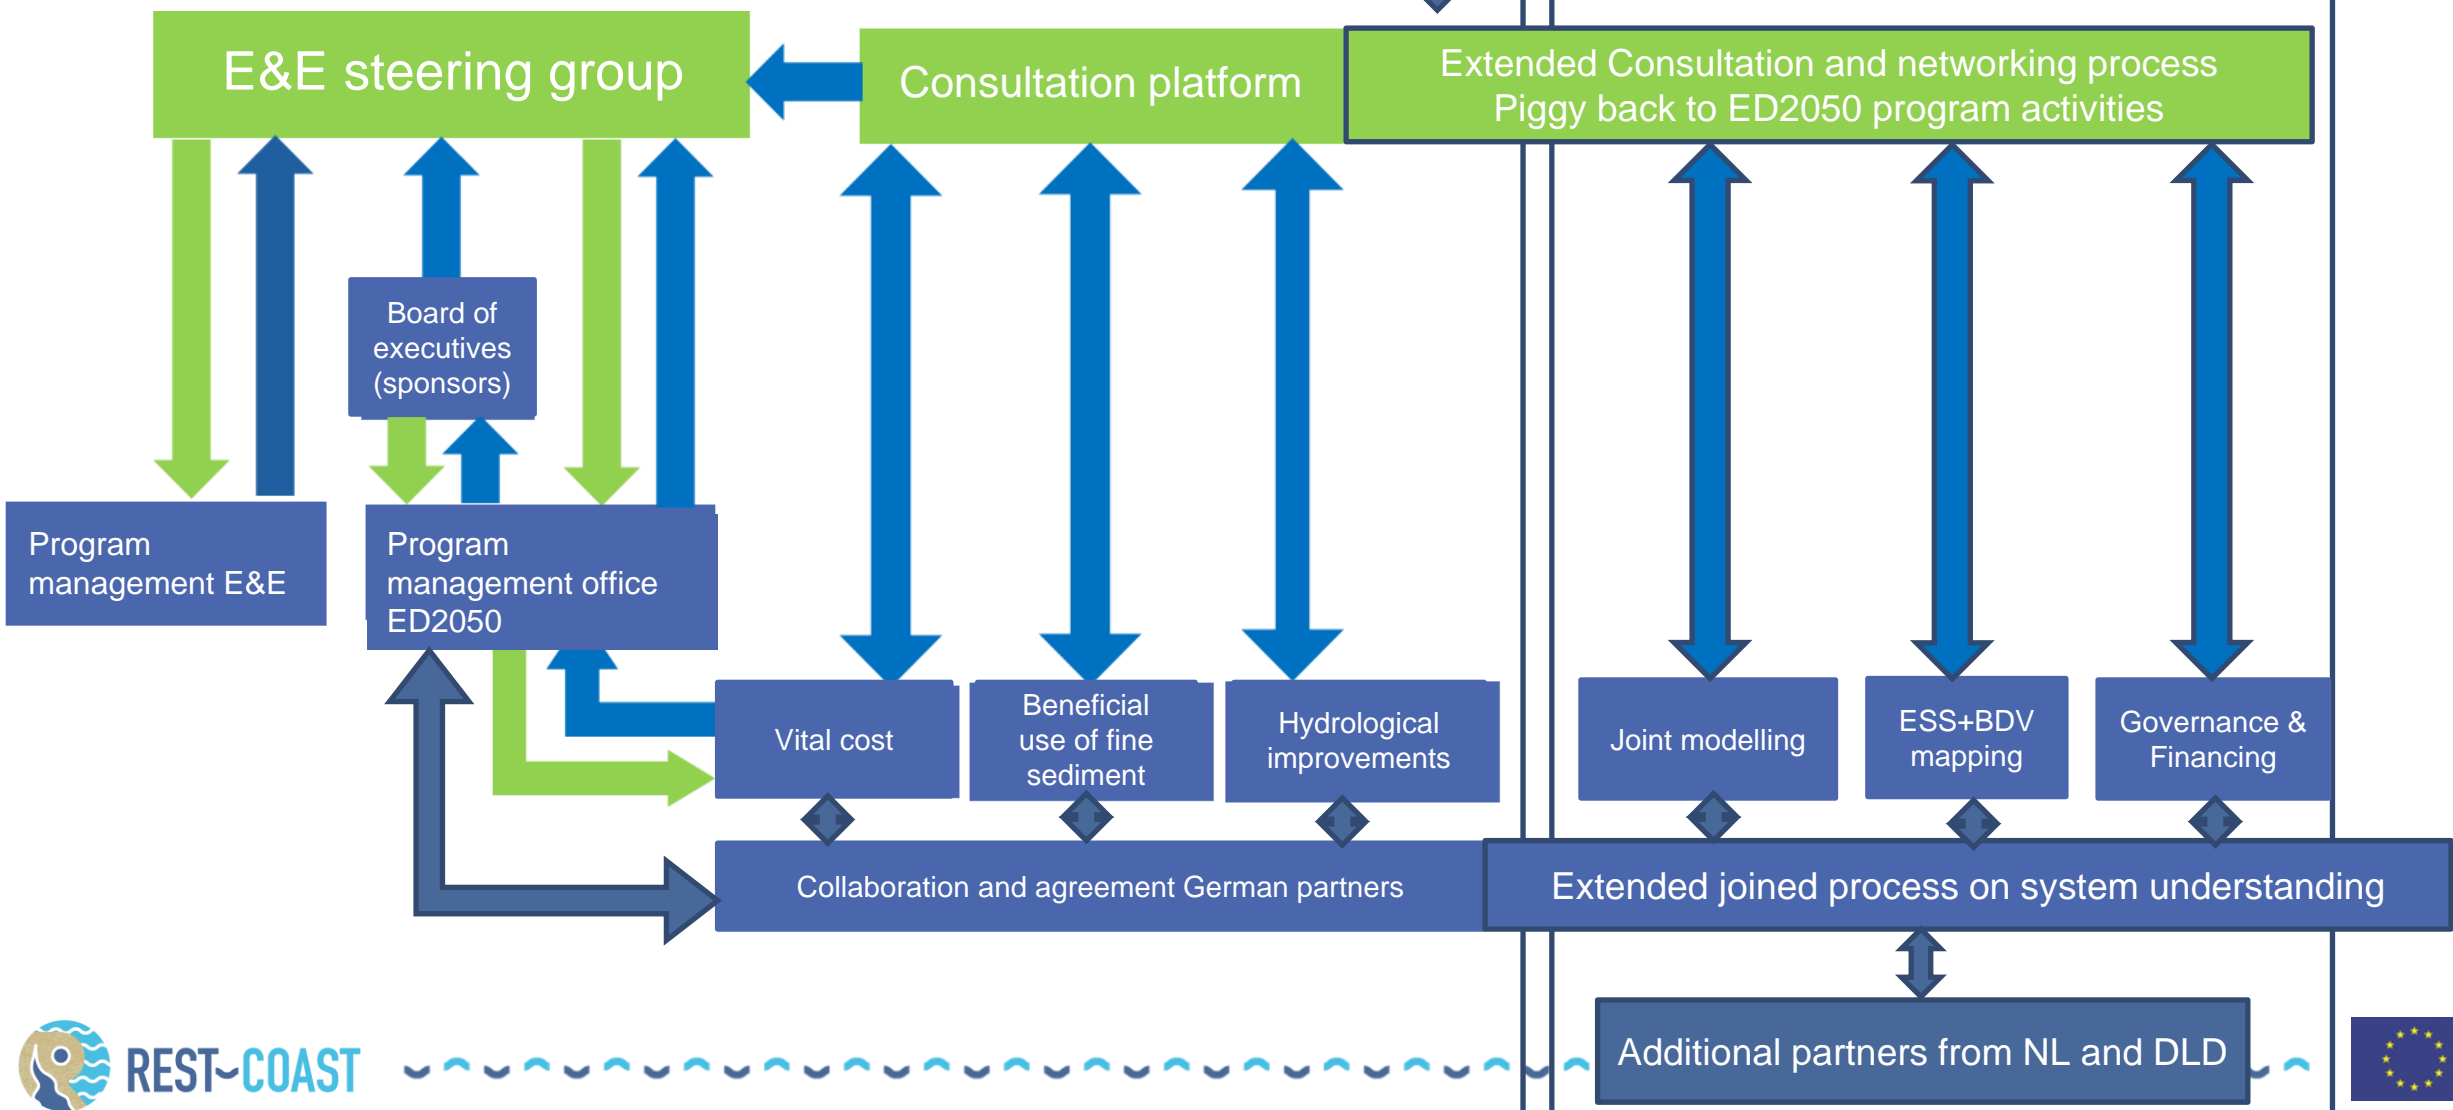 E&E steering group
Consultation platform
Extended Consultation and networking process
Piggy back to ED2050 program activities
Board of
executives
(sponsors)
Program
management E&E
Program
management office
ED2050
Vital cost
Beneficial
use of fine
sediment
Hydrological
improvements
Joint modelling
ESS+BDV
mapping
Governance &
Financing
Collaboration and agreement German partners
Extended joined process on system understanding
Additional partners from NL and DLD
REST~COAST